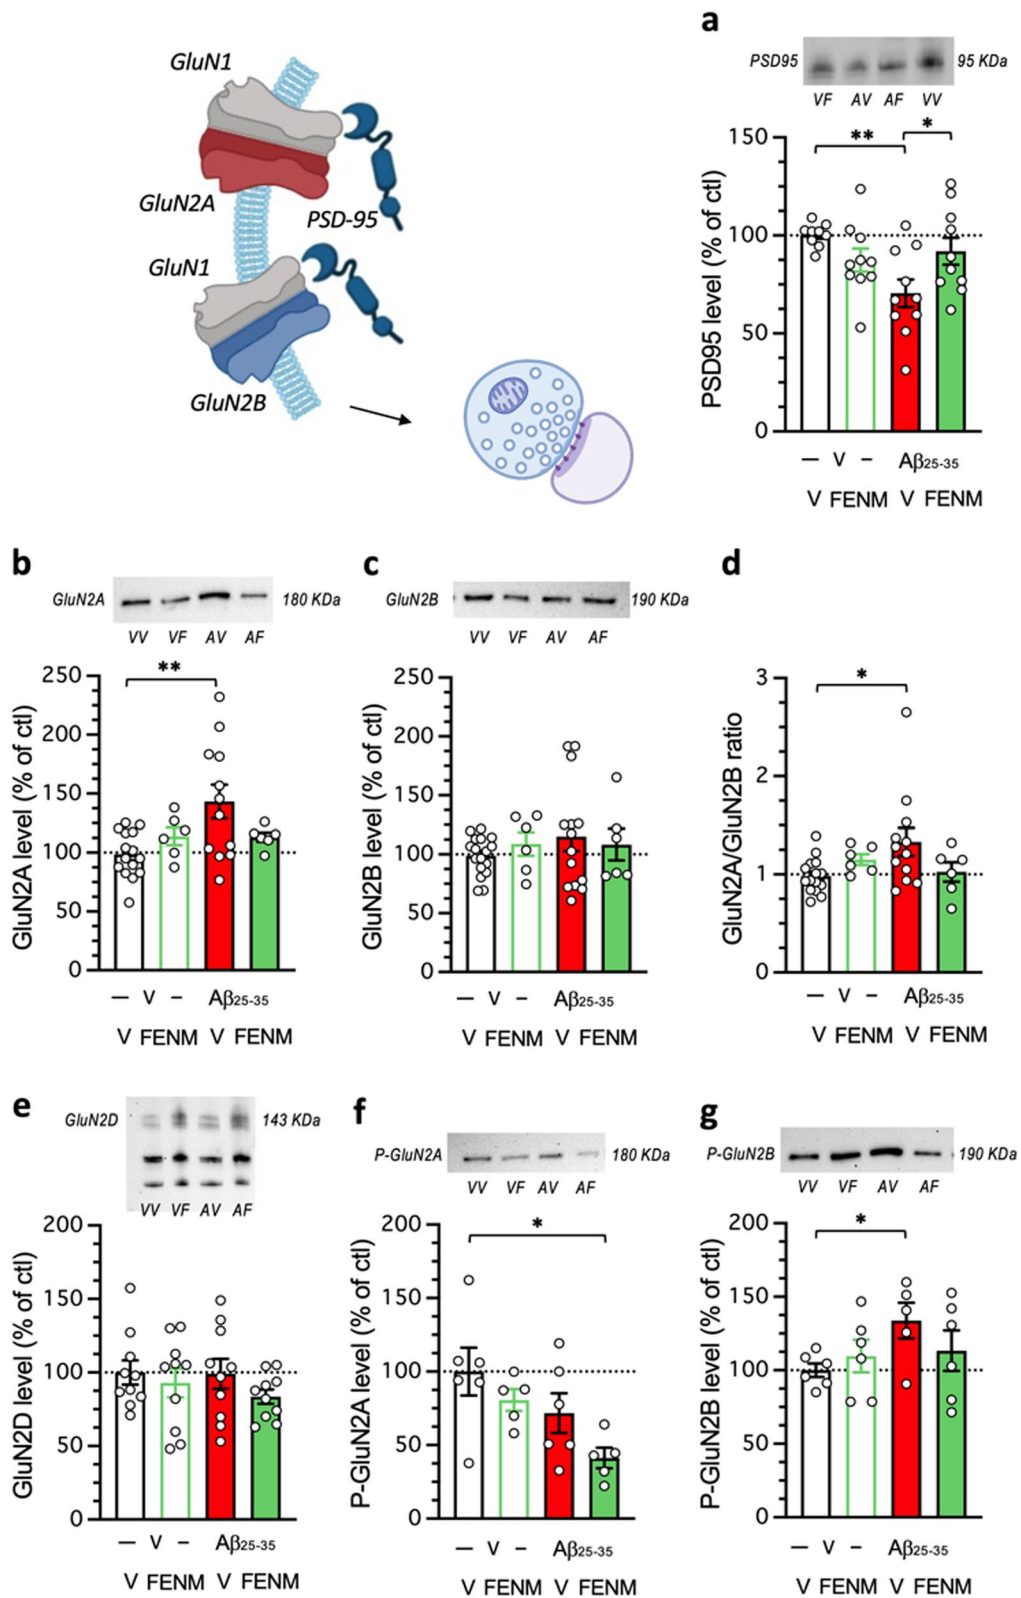 GluN1
GluN2A
PSD-95
GluN1
GluN2B
a
PSD95
95 KDa
VF AV AF VV
**
*
PSD95 level (% of ctl)
150
100
50
0
— V – Aβ25-35
V FENM V FENM
b
GluN2A
180 KDa
VV VF AV AF
**
GluN2A level (% of ctl)
250
200
150
100
50
0
— V – Aβ25-35
V FENM V FENM
c
GluN2B
190 KDa
VV VF AV AF
GluN2B level (% of ctl)
250
200
150
100
50
0
— V – Aβ25-35
V FENM V FENM
d
*
GluN2A/GluN2B ratio
3
2
1
0
— V – Aβ25-35
V FENM V FENM
e
GluN2D
143 KDa
VV VF AV AF
GluN2D level (% of ctl)
200
150
100
50
0
— V – Aβ25-35
V FENM V FENM
f
P-GluN2A
180 KDa
VV VF AV AF
*
P-GluN2A level (% of ctl)
200
150
100
50
0
— V – Aβ25-35
V FENM V FENM
g
P-GluN2B
190 KDa
VV VF AV AF
*
P-GluN2B level (% of ctl)
200
150
100
50
0
— V – Aβ25-35
V FENM V FENM